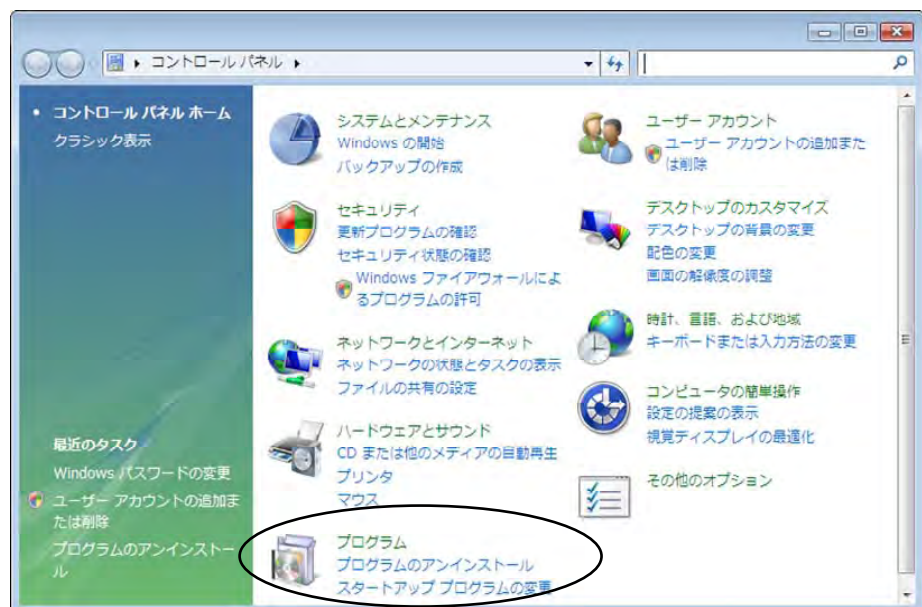 コントロール パネル
コントロール パネル ホーム
クラシック表示
最近のタスク
Windows パスワードの変更
ユーザー アカウントの追加ま
たは削除
プログラムのアンインストー
ル
システムとメンテナンス
Windows の開始
バックアップの作成
セキュリティ
更新プログラムの確認
セキュリティ状態の確認
Windows ファイアウォールによ
るプログラムの許可
ネットワークとインターネット
ネットワークの状態とタスクの表示
ファイルの共有の設定
ハードウェアとサウンド
CD または他のメディアの自動再生
プリンタ
マウス
プログラム
プログラムのアンインストール
スタートアップ プログラムの変更
ユーザー アカウント
ユーザー アカウントの追加また
は削除
デスクトップのカスタマイズ
デスクトップの背景の変更
配色の変更
画面の解像度の調整
時計、言語、および地域
キーボードまたは入力方法の変更
コンピュータの簡単操作
設定の提案の表示
視覚ディスプレイの最適化
その他のオプション